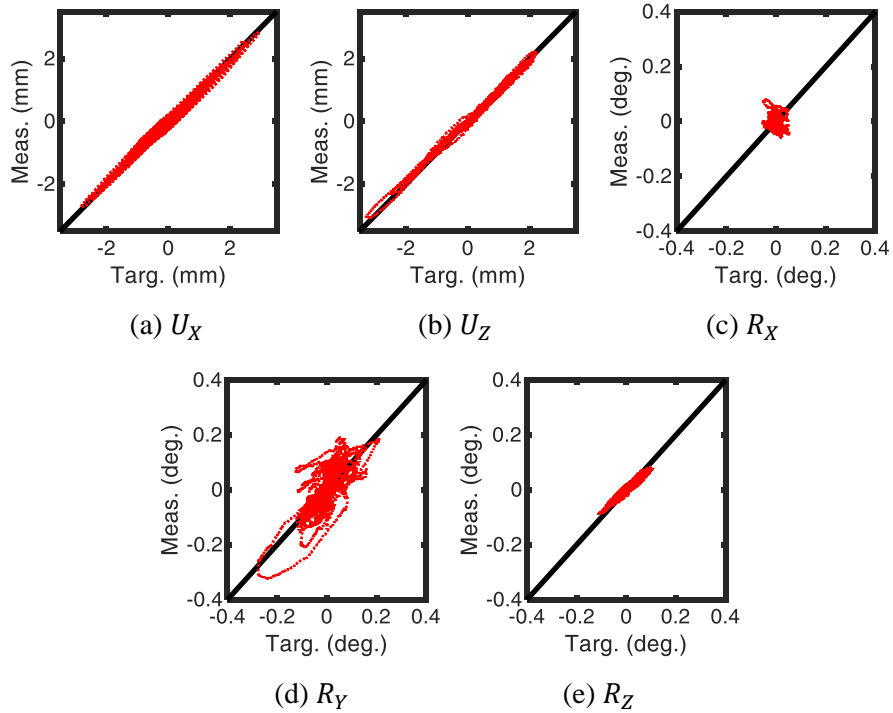 2
0
-2
Meas. (mm)
-2 0 2
Targ. (mm)
(a) U_X
2
0
-2
Meas. (mm)
-2 0 2
Targ. (mm)
(b) U_Z
0.4
0.2
0
-0.2
-0.4
Meas. (deg.)
-0.4 -0.2 0 0.2 0.4
Targ. (deg.)
(c) R_X
0.4
0.2
0
-0.2
-0.4
Meas. (deg.)
-0.4 -0.2 0 0.2 0.4
Targ. (deg.)
(d) R_Y
0.4
0.2
0
-0.2
-0.4
Meas. (deg.)
-0.4 -0.2 0 0.2 0.4
Targ. (deg.)
(e) R_Z